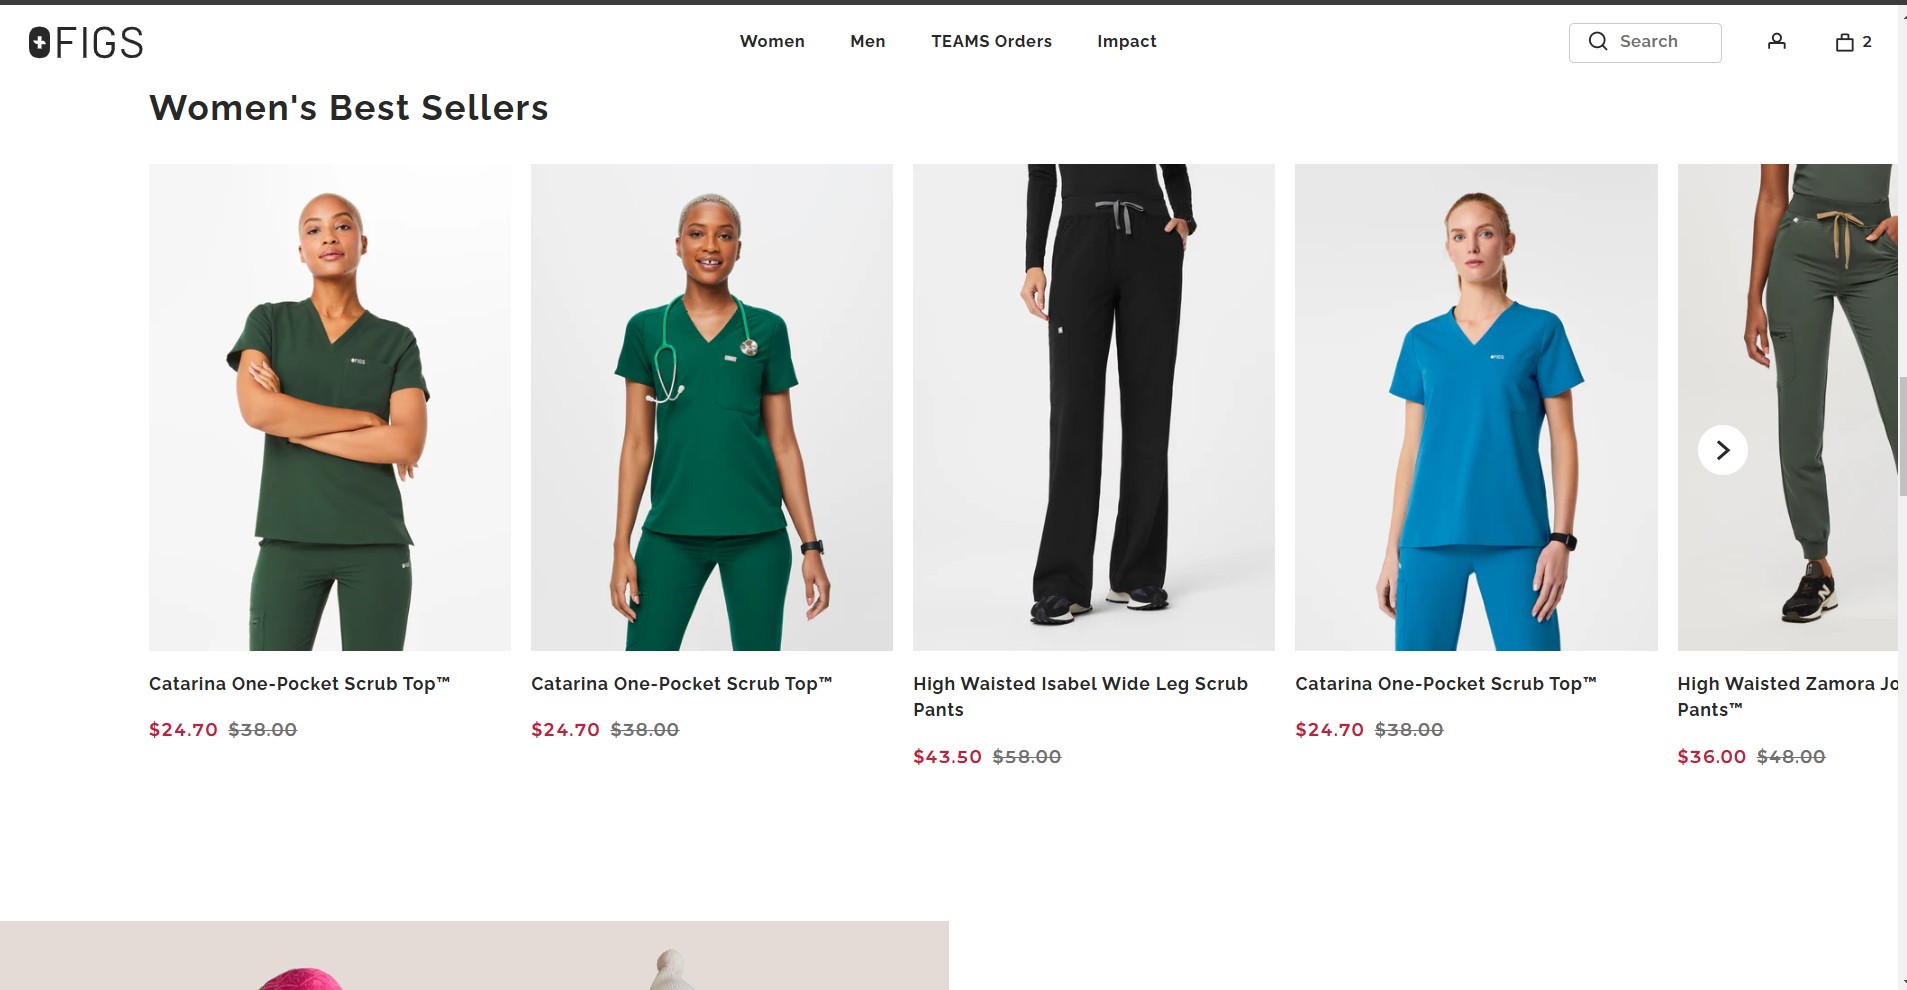 FIGS
Women
Men
TEAMS Orders
Impact
Search
2
Women's Best Sellers
FIGS
FIGS
Catarina One-Pocket Scrub Top™
$24.70 $38.00
Catarina One-Pocket Scrub Top™
$24.70 $38.00
High Waisted Isabel Wide Leg Scrub
Pants
$43.50 $58.00
Catarina One-Pocket Scrub Top™
$24.70 $38.00
High Waisted Zamora Jo
Pants™
$36.00 $48.00